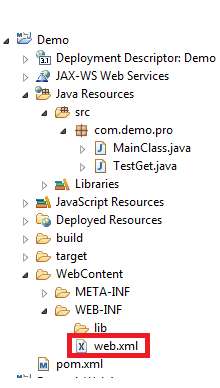 Demo
Deployment Descriptor: Demo
JAX-WS Web Services
Java Resources
src
com.demo.pro
MainClass.java
TestGet.java
Libraries
JavaScript Resources
Deployed Resources
build
target
WebContent
META-INF
WEB-INF
lib
web.xml
pom.xml